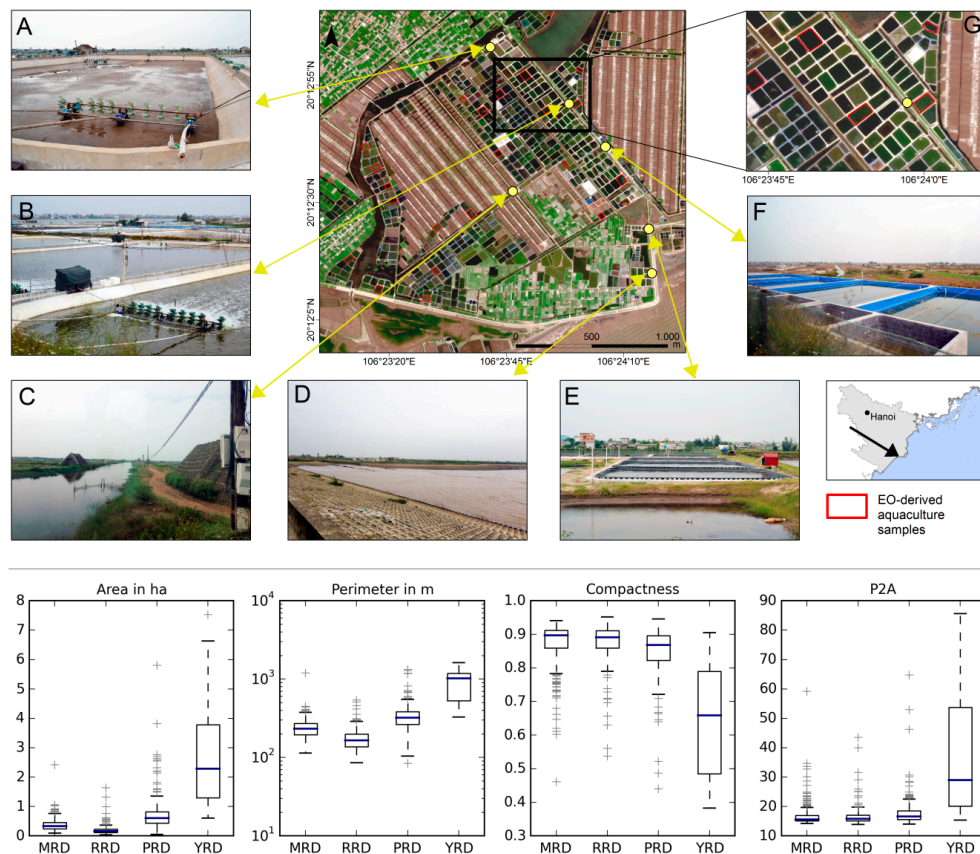 A
B
C
D
E
F
G
20°12'55"N
20°12'30"N
20°12'5"N
106°23'20"E
106°23'45"E
106°24'10"E
0
500
1.000
m
106°23'45"E
106°24'0"E
Hanoi
EO-derived
aquaculture
samples
Area in ha
8
7
6
5
4
3
2
1
0
MRD RRD PRD YRD
Perimeter in m
10⁴
10³
10²
10¹
MRD RRD PRD YRD
Compactness
1.0
0.9
0.8
0.7
0.6
0.5
0.4
0.3
MRD RRD PRD YRD
P2A
90
80
70
60
50
40
30
20
10
MRD RRD PRD YRD